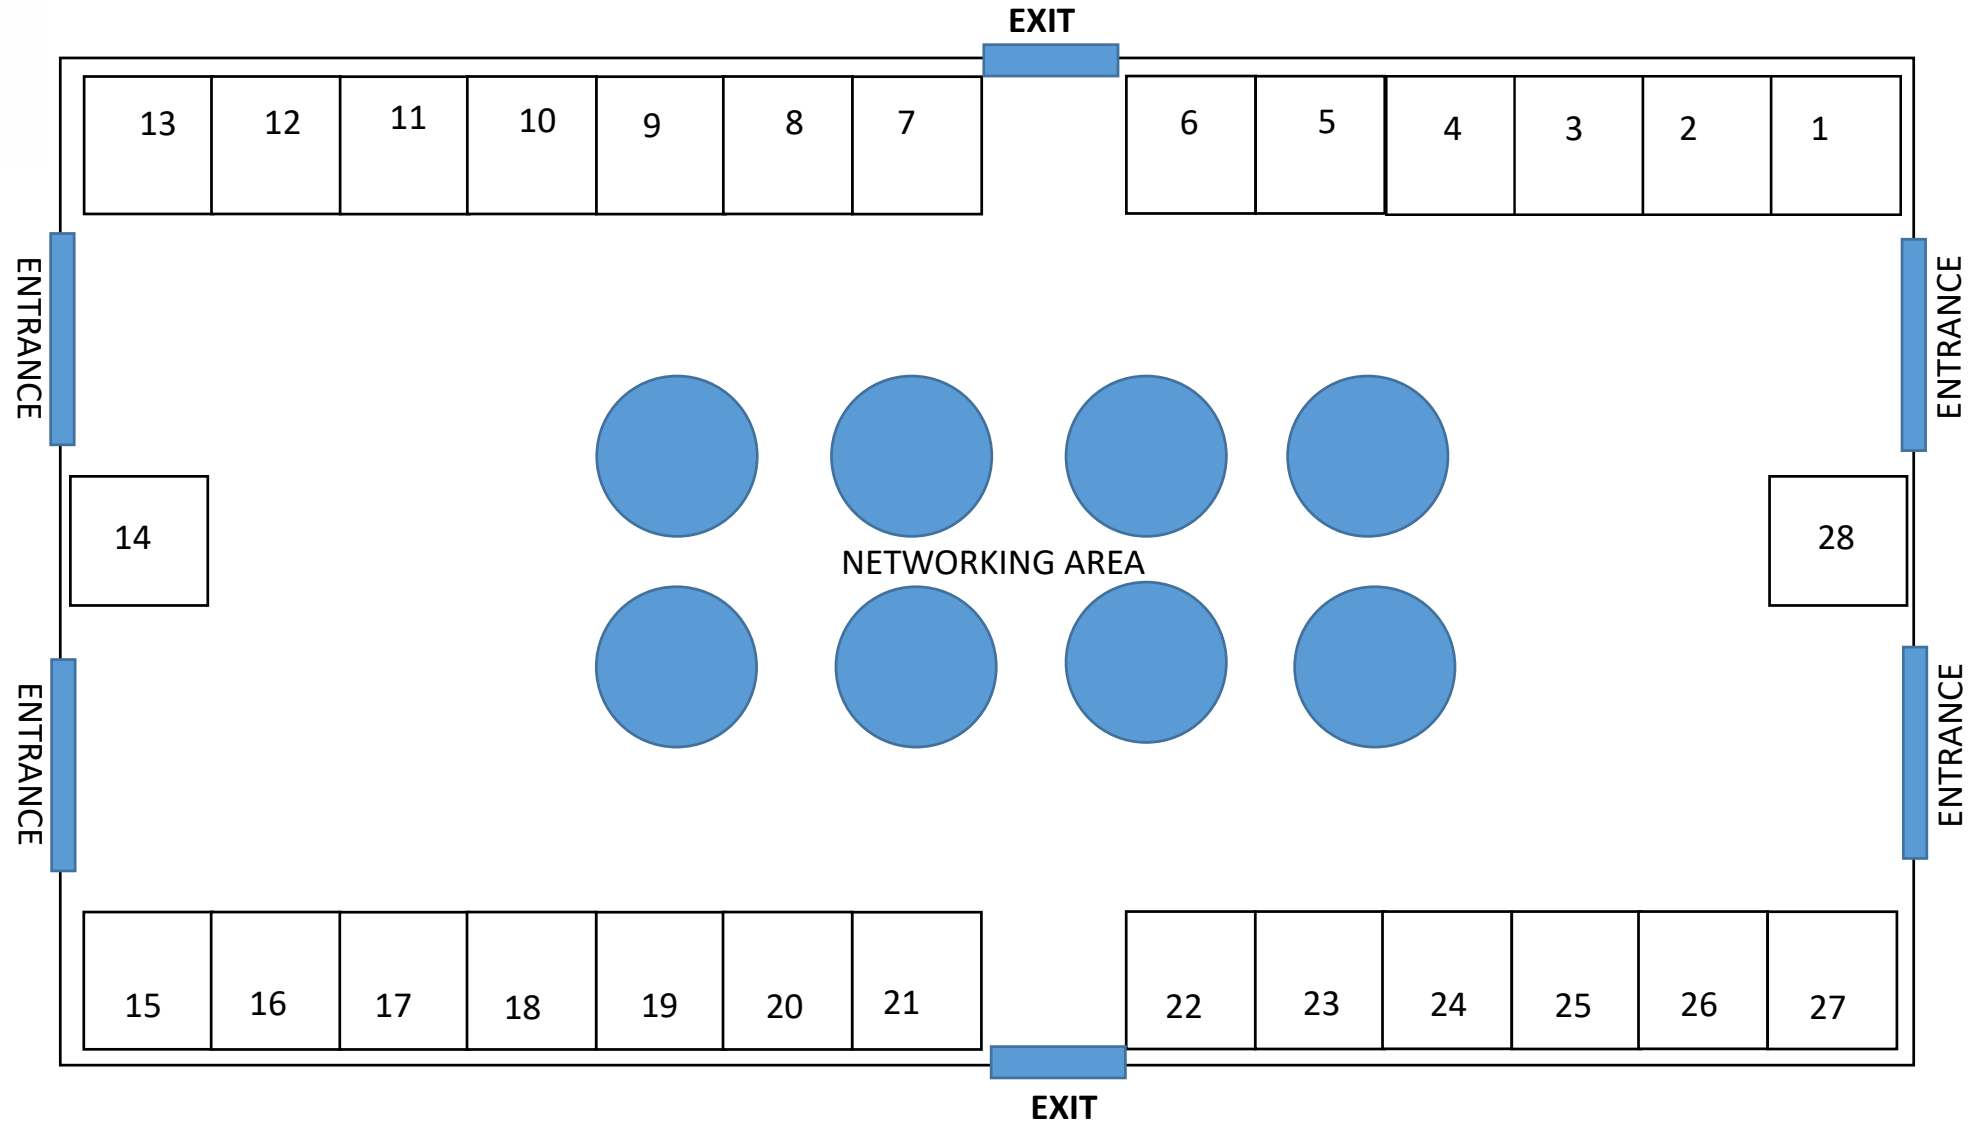 EXIT
13 12 11 10 9 8 7 6 5 4 3 2 1
ENTRANCE
ENTRANCE
14
28
NETWORKING AREA
ENTRANCE
ENTRANCE
15 16 17 18 19 20 21 22 23 24 25 26 27
EXIT